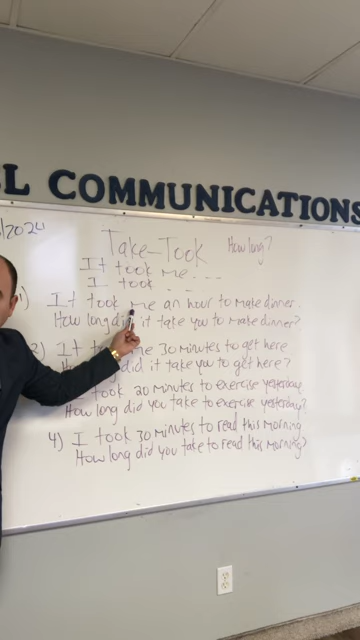 L COMMUNICATIONS
/2024
Take-Took How long?
It took me ...
I took ...
) It took me an hour to make dinner.
How long did it take you to make dinner?
2) It me 30 minutes to get here
did it take you to get here?
took 20 minutes to exercise yesterday
How long did you take to exercise yesterday?
4) I took 30 minutes to read this morning
How long did you take to read this morning?